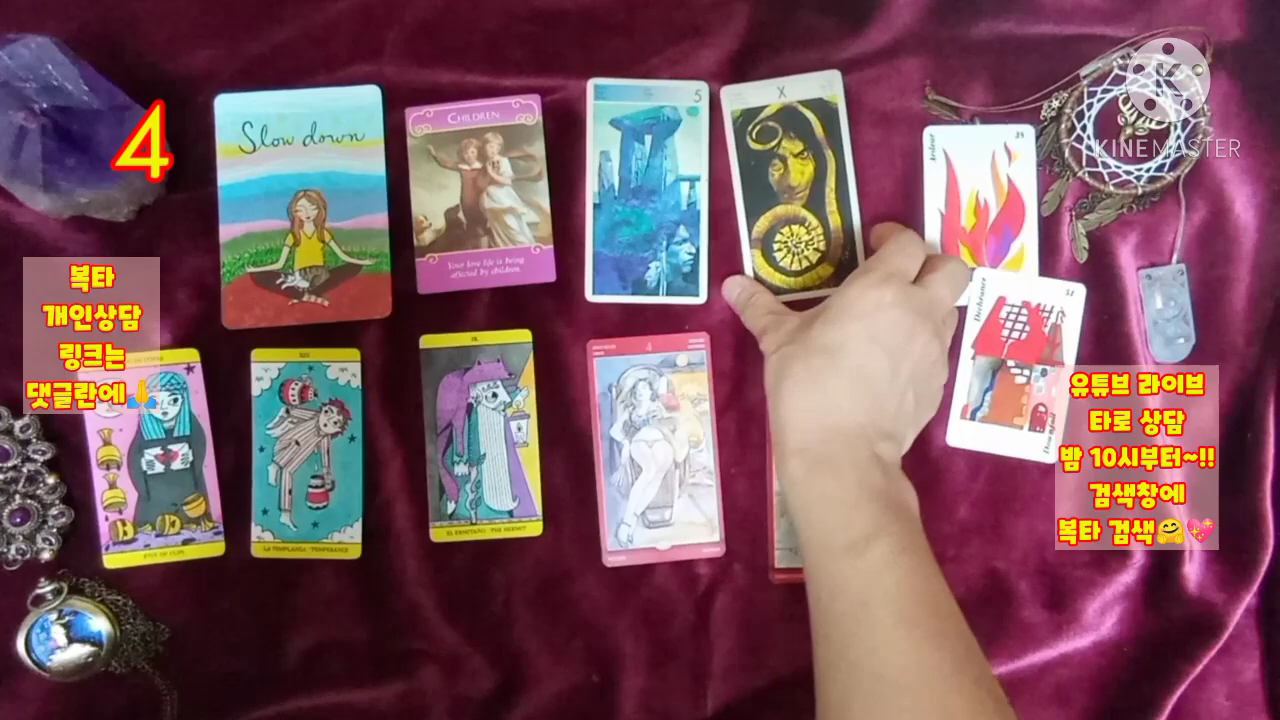 4
복타
개인상담
링크는
댓글란에🙏
Slow down
CHILDREN
Your love life is being
affected by children.
5
X
Ardeur
25
KINEMASTER
K
FIVE OF CUPS
XIV
LA TEMPLANZA · TEMPERANCE
IX
EL ERMITAÑO · THE HERMIT
4
유튜브 라이브
타로 상담
밤 10시부터~!!
검색창에
복타 검색🤗💖